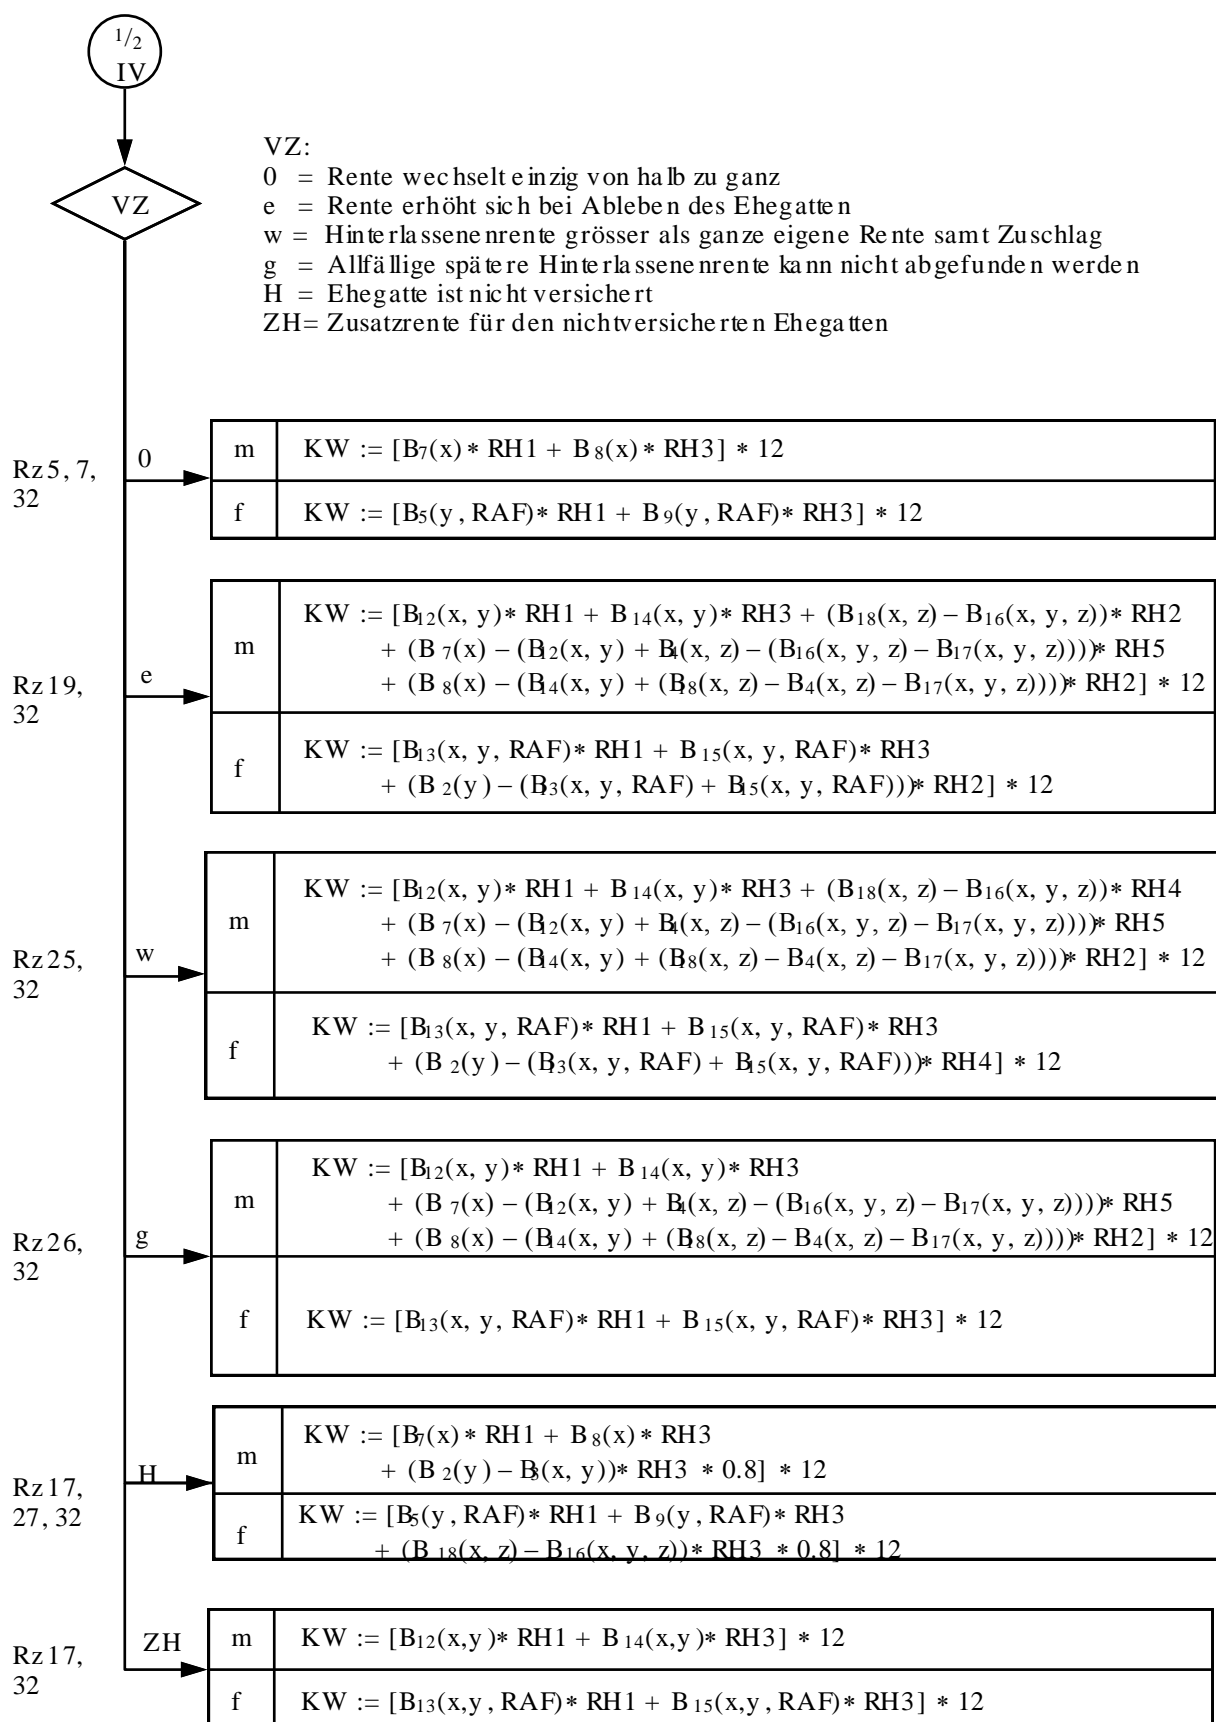 1/2
IV
VZ
VZ:
0 = Rente wechselt einzig von halb zu ganz
e = Rente erhöht sich bei Ableben des Ehegatten
w = Hinterlassenenrente grösser als ganze eigene Rente samt Zuschlag
g = Allfällige spätere Hinterlassenenrente kann nicht abgefunden werden
H = Ehegatte ist nicht versichert
ZH= Zusatzrente für den nichtversicherten Ehegatten
Rz 5, 7,
32
0
m
KW := [B7(x) * RH1 + B8(x) * RH3] * 12
f
KW := [B5(y, RAF) * RH1 + B9(y, RAF) * RH3] * 12
Rz 19,
32
e
m
KW := [B12(x, y) * RH1 + B14(x, y) * RH3 + (B18(x, z) – B16(x, y, z)) * RH2
+ (B7(x) – (B12(x, y) + B4(x, z) – (B16(x, y, z) – B17(x, y, z)))) * RH5
+ (B8(x) – (B14(x, y) + (B18(x, z) – B4(x, z) – B17(x, y, z)))) * RH2] * 12
f
KW := [B13(x, y, RAF) * RH1 + B15(x, y, RAF) * RH3
+ (B2(y) – (B13(x, y, RAF) + B15(x, y, RAF))) * RH2] * 12
Rz 25,
32
w
m
KW := [B12(x, y) * RH1 + B14(x, y) * RH3 + (B18(x, z) – B16(x, y, z)) * RH4
+ (B7(x) – (B12(x, y) + B4(x, z) – (B16(x, y, z) – B17(x, y, z)))) * RH5
+ (B8(x) – (B14(x, y) + (B18(x, z) – B4(x, z) – B17(x, y, z)))) * RH2] * 12
f
KW := [B13(x, y, RAF) * RH1 + B15(x, y, RAF) * RH3
+ (B2(y) – (B13(x, y, RAF) + B15(x, y, RAF))) * RH4] * 12
Rz 26,
32
g
m
KW := [B12(x, y) * RH1 + B14(x, y) * RH3
+ (B7(x) – (B12(x, y) + B4(x, z) – (B16(x, y, z) – B17(x, y, z)))) * RH5
+ (B8(x) – (B14(x, y) + (B18(x, z) – B4(x, z) – B17(x, y, z)))) * RH2] * 12
f
KW := [B13(x, y, RAF) * RH1 + B15(x, y, RAF) * RH3] * 12
Rz 17,
27, 32
H
m
KW := [B7(x) * RH1 + B8(x) * RH3
+ (B2(y) – B3(x, y)) * RH3 * 0.8] * 12
f
KW := [B5(y, RAF) * RH1 + B9(y, RAF) * RH3
+ (B18(x, z) – B16(x, y, z)) * RH3 * 0.8] * 12
Rz 17,
32
ZH
m
KW := [B12(x,y) * RH1 + B14(x,y) * RH3] * 12
f
KW := [B13(x,y, RAF) * RH1 + B15(x,y, RAF) * RH3] * 12